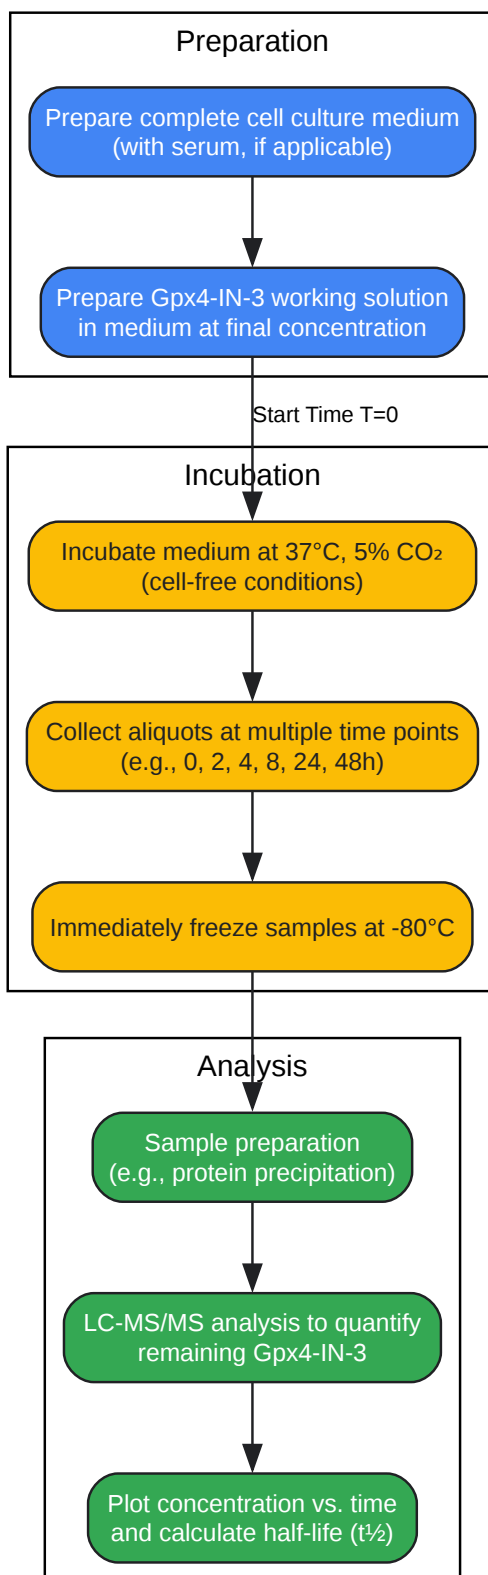 Preparation
Prepare complete cell culture medium
(with serum, if applicable)
Prepare Gpx4-IN-3 working solution
in medium at final concentration
Start Time T=0
Incubation
Incubate medium at 37°C, 5% CO₂
(cell-free conditions)
Collect aliquots at multiple time points
(e.g., 0, 2, 4, 8, 24, 48h)
Immediately freeze samples at -80°C
Analysis
Sample preparation
(e.g., protein precipitation)
LC-MS/MS analysis to quantify
remaining Gpx4-IN-3
Plot concentration vs. time
and calculate half-life (t½)